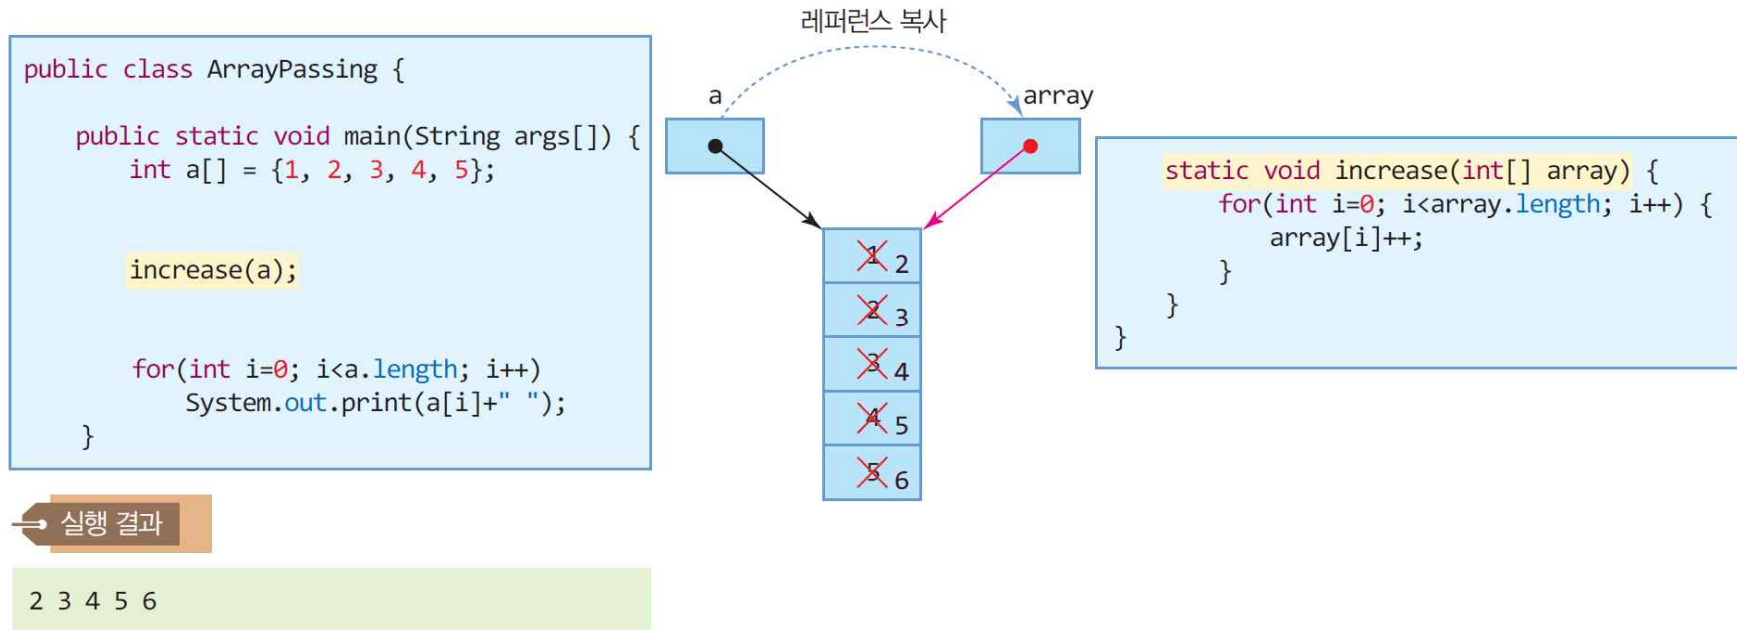 public class ArrayPassing {
public static void main(String args[]) {
int a[] = {1, 2, 3, 4, 5};
increase(a);
for(int i=0; i<a.length; i++)
System.out.print(a[i]+" ");
}
실행 결과
2 3 4 5 6
레퍼런스 복사
a
array
1 2
2 3
3 4
4 5
5 6
static void increase(int[] array) {
for(int i=0; i<array.length; i++) {
array[i]++;
}
}
}